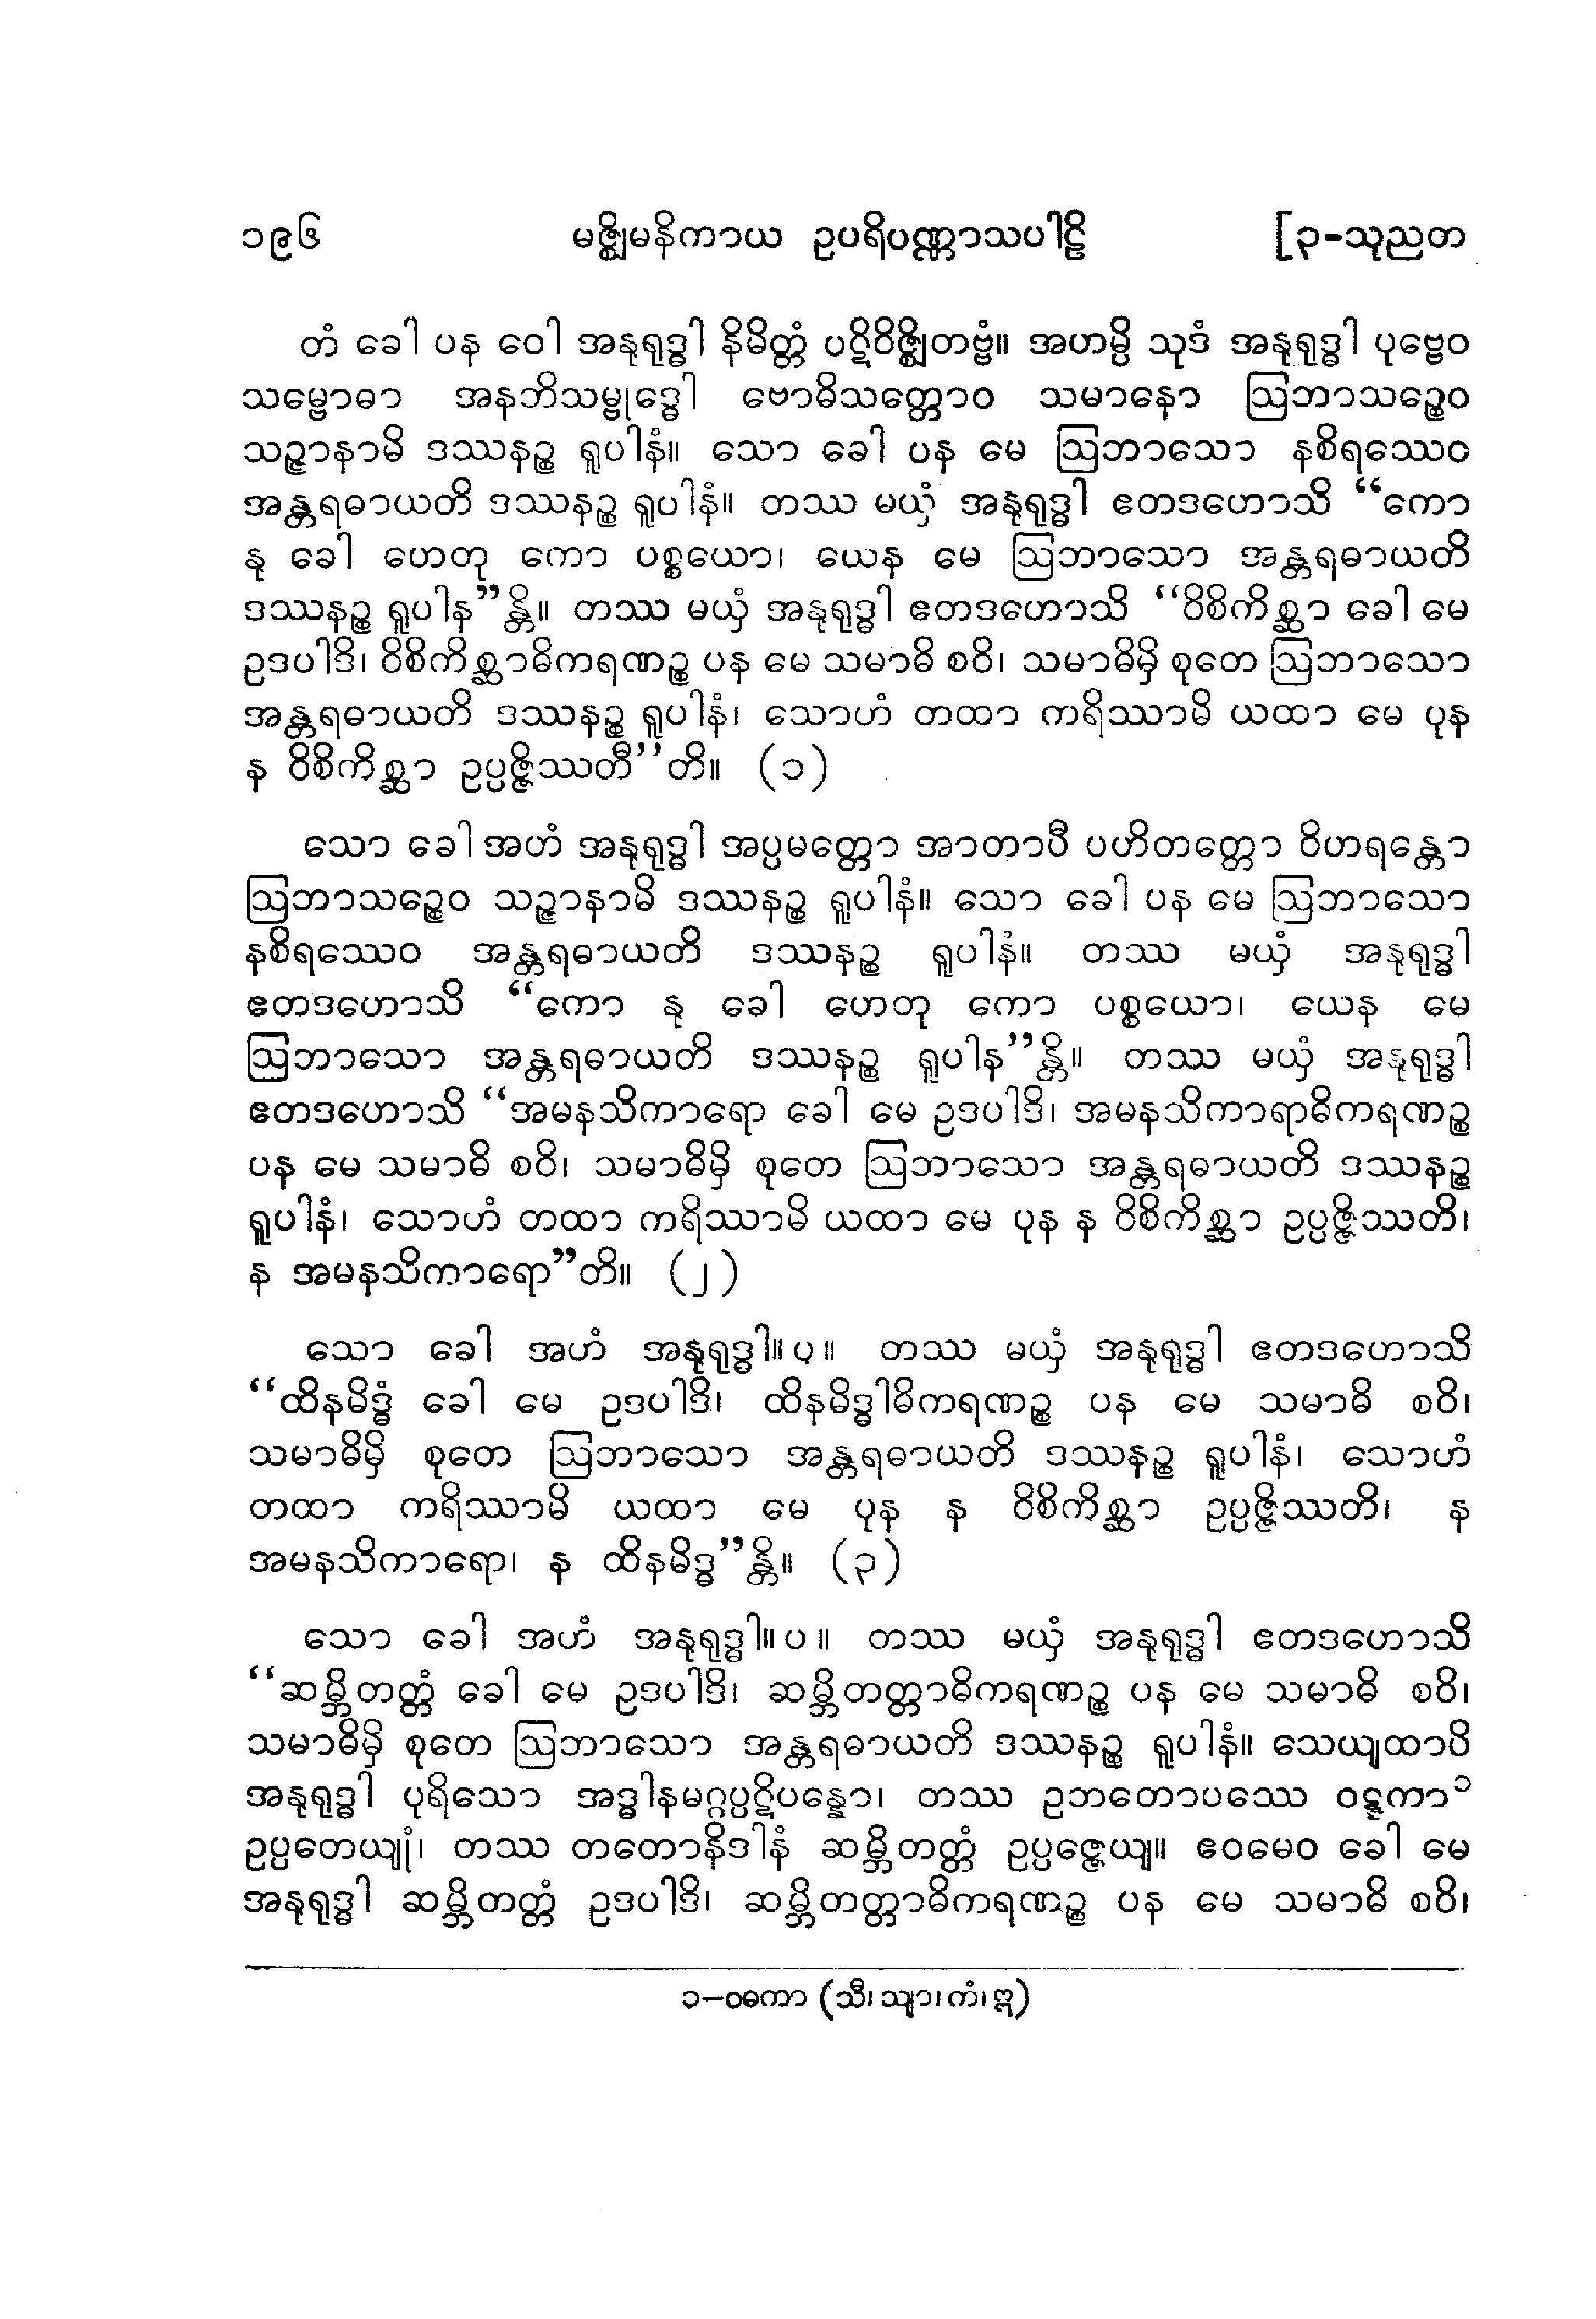 ၁၉၆ မဇ္ဈိမနိကာယ ဥပရိပဏ္ဏာသပါဠိ [၃-သုညတ
တံ ခေါ ပန ဝေါ အနုရုဒ္ဓါ နိမိတ္တံ ပဋိဝိဇ္ဈိတဗ္ဗံ။ အဟမ္ပိ သုဒံ အနုရုဒ္ဓါ ပုဗ္ဗေဝ
သမ္ဗောဓာ အနဘိသမ္ဗုဒ္ဓေါ ဗောဓိသတ္တောဝ သမာနော ဩဘာသဉ္စေဝ
သဉ္ဇာနာမိ ဒဿနဉ္စ ရူပါနံ။ သော ခေါ ပန မေ ဩဘာသော နစိရဿေဝ
အန္တရဓာယတိ ဒဿနဉ္စ ရူပါနံ။ တဿ မယှံ အနုရုဒ္ဓါ ဧတဒဟောသိ “ကော
နု ခေါ ဟေတု ကော ပစ္စယော၊ ယေန မေ ဩဘာသော အန္တရဓာယတိ
ဒဿနဉ္စ ရူပါန”န္တိ။ တဿ မယှံ အနုရုဒ္ဓါ ဧတဒဟောသိ “ဝိစိကိစ္ဆာ ခေါ မေ
ဥဒပါဒိ၊ ဝိစိကိစ္ဆာဓိကရဏဉ္စ ပန မေ သမာဓိ စဝိ၊ သမာဓိမှိ စုတေ ဩဘာသော
အန္တရဓာယတိ ဒဿနဉ္စ ရူပါနံ၊ သောဟံ တထာ ကရိဿာမိ ယထာ မေ ပုန
န ဝိစိကိစ္ဆာ ဥပ္ပဇ္ဇိဿတီ”တိ။ (၁)
သော ခေါ အဟံ အနုရုဒ္ဓါ အပ္ပမတ္တော အာတာပီ ပဟိတတ္တော ဝိဟရန္တော
ဩဘာသဉ္စေဝ သဉ္ဇာနာမိ ဒဿနဉ္စ ရူပါနံ။ သော ခေါ ပန မေ ဩဘာသော
နစိရဿေဝ အန္တရဓာယတိ ဒဿနဉ္စ ရူပါနံ။ တဿ မယှံ အနုရုဒ္ဓါ
ဧတဒဟောသိ “ကော နု ခေါ ဟေတု ကော ပစ္စယော၊ ယေန မေ
ဩဘာသော အန္တရဓာယတိ ဒဿနဉ္စ ရူပါန”န္တိ။ တဿ မယှံ အနုရုဒ္ဓါ
ဧတဒဟောသိ “အမနသိကာရော ခေါ မေ ဥဒပါဒိ၊ အမနသိကာရာဓိကရဏဉ္စ
ပန မေ သမာဓိ စဝိ၊ သမာဓိမှိ စုတေ ဩဘာသော အန္တရဓာယတိ ဒဿနဉ္စ
ရူပါနံ၊ သောဟံ တထာ ကရိဿာမိ ယထာ မေ ပုန န ဝိစိကိစ္ဆာ ဥပ္ပဇ္ဇိဿတိ၊
န အမနသိကာရော”တိ။ (၂)
သော ခေါ အဟံ အနုရုဒ္ဓါ။ပ။ တဿ မယှံ အနုရုဒ္ဓါ ဧတဒဟောသိ
“ထိနမိဒ္ဓံ ခေါ မေ ဥဒပါဒိ၊ ထိနမိဒ္ဓါဓိကရဏဉ္စ ပန မေ သမာဓိ စဝိ၊
သမာဓိမှိ စုတေ ဩဘာသော အန္တရဓာယတိ ဒဿနဉ္စ ရူပါနံ၊ သောဟံ
တထာ ကရိဿာမိ ယထာ မေ ပုန န ဝိစိကိစ္ဆာ ဥပ္ပဇ္ဇိဿတိ၊ န
အမနသိကာရော၊ န ထိနမိဒ္ဓ”န္တိ။ (၃)
သော ခေါ အဟံ အနုရုဒ္ဓါ။ပ။ တဿ မယှံ အနုရုဒ္ဓါ ဧတဒဟောသိ
“ဆမ္ဘိတတ္တံ ခေါ မေ ဥဒပါဒိ၊ ဆမ္ဘိတတ္တာဓိကရဏဉ္စ ပန မေ သမာဓိ စဝိ၊
သမာဓိမှိ စုတေ ဩဘာသော အန္တရဓာယတိ ဒဿနဉ္စ ရူပါနံ။ သေယျထာပိ
အနုရုဒ္ဓါ ပုရိသော အဒ္ဓါနမဂ္ဂပ္ပဋိပန္နော၊ တဿ ဥဘတောပဿေ ဝဋ္ဋကာ ၁
ဥပ္ပတေယျုံ၊ တဿ တတောနိဒါနံ ဆမ္ဘိတတ္တံ ဥပ္ပဇ္ဇေယျ။ ဧဝမေဝ ခေါ မေ
အနုရုဒ္ဓါ ဆမ္ဘိတတ္တံ ဥဒပါဒိ၊ ဆမ္ဘိတတ္တာဓိကရဏဉ္စ ပန မေ သမာဓိ စဝိ၊
၁-ဝဓကာ (သီ၊ သျာ၊ ကံ၊ ဣ)